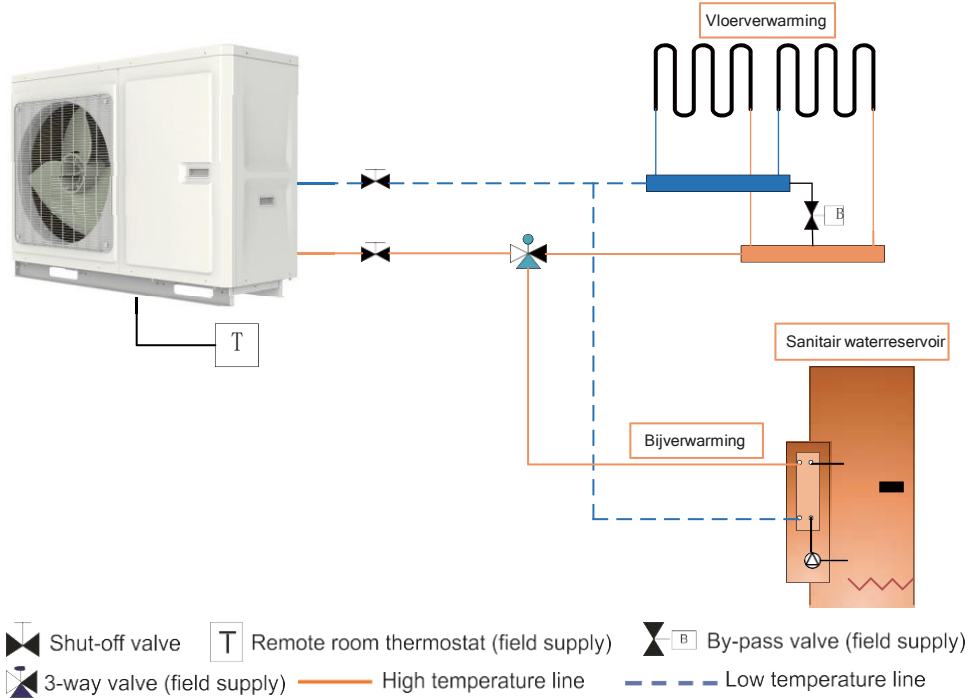 Vloerverwarming
B
T
Sanitair waterreservoir
Bijverwarming
Shut-off valve
T Remote room thermostat (field supply)
B By-pass valve (field supply)
3-way valve (field supply)
High temperature line
Low temperature line